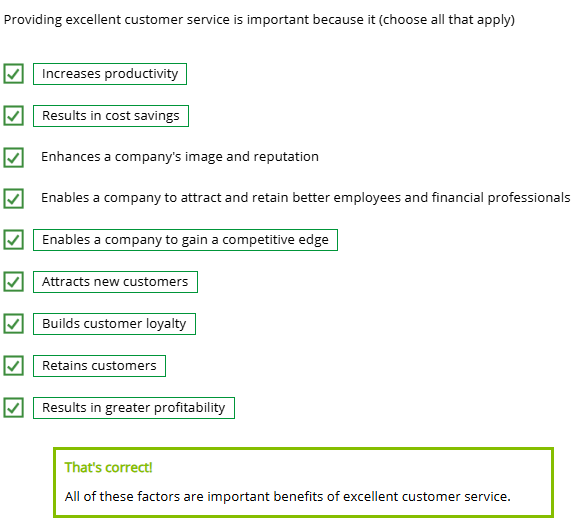 Providing excellent customer service is important because it (choose all that apply)
Increases productivity
Results in cost savings
Enhances a company's image and reputation
Enables a company to attract and retain better employees and financial professionals
Enables a company to gain a competitive edge
Attracts new customers
Builds customer loyalty
Retains customers
Results in greater profitability
That's correct!
All of these factors are important benefits of excellent customer service.